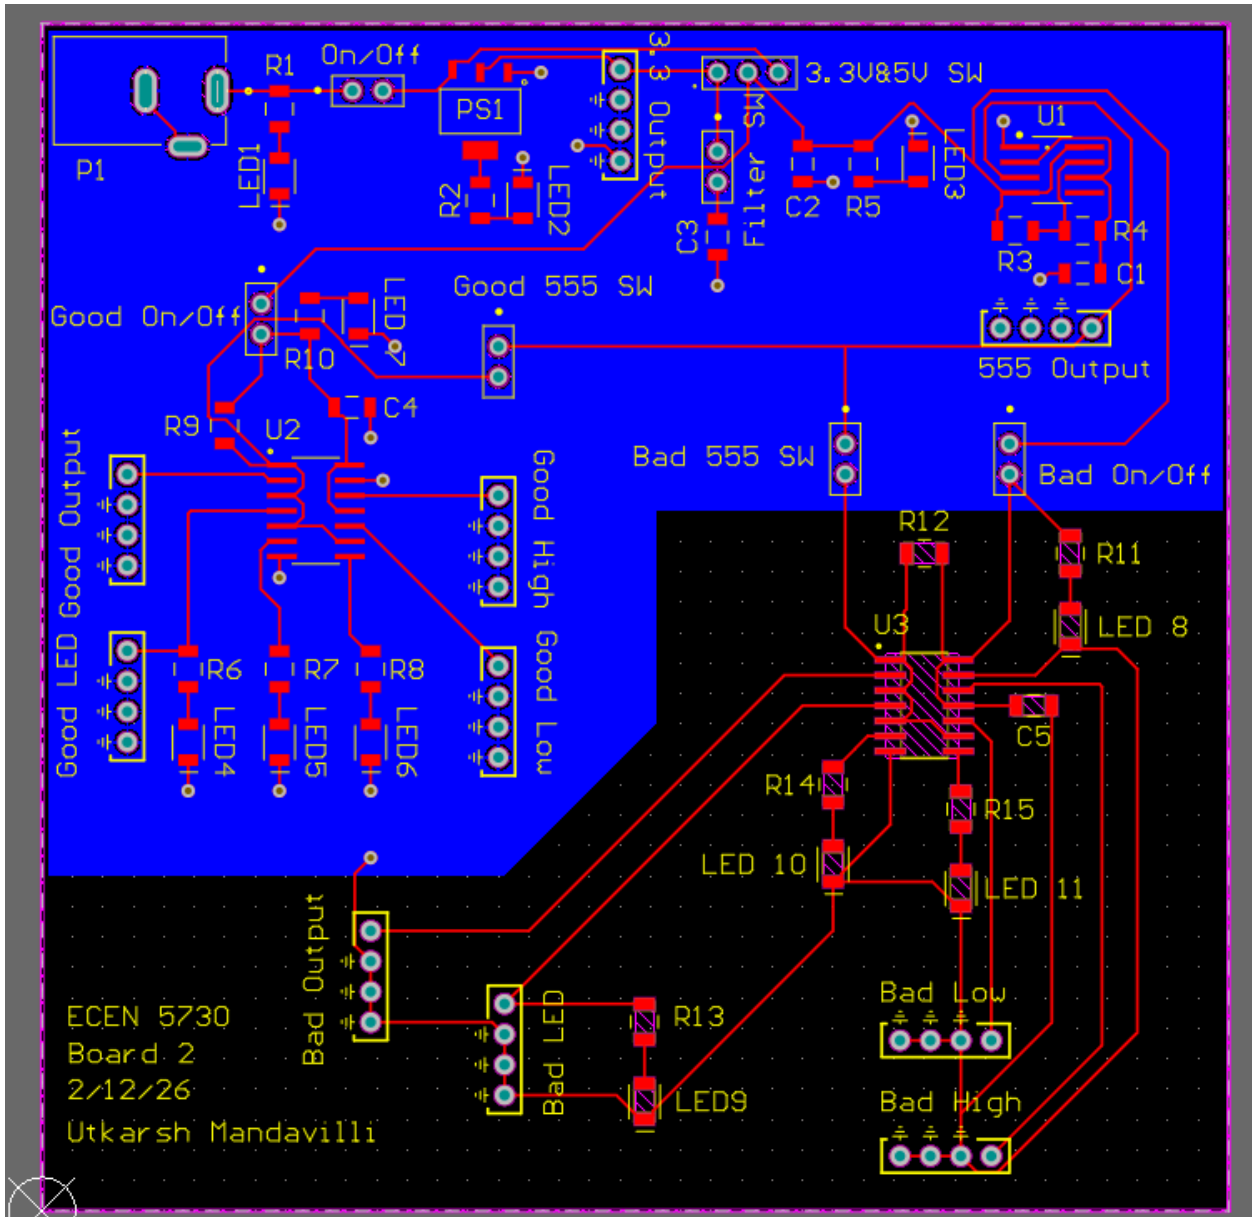 On/Off
R1
3.3 Output
3.3V&5V SW
PS1
Filter SW
U1
P1
LED1
R2
LED2
C3
C2
R5
LED3
R3
R4
C1
Good On/Off
LED 7
R10
Good 555 SW
555 Output
R9
U2
C4
Bad 555 SW
Bad On/Off
Good Output
Good High
R12
R11
U3
LED 8
Good LED
R6
R7
R8
Good Low
LED4
LED5
LED6
C5
R14
R15
LED 10
LED 11
Bad Output
Bad LED
R13
LED9
Bad Low
Bad High
ECEN 5730
Board 2
2/12/26
Utkarsh Mandavilli